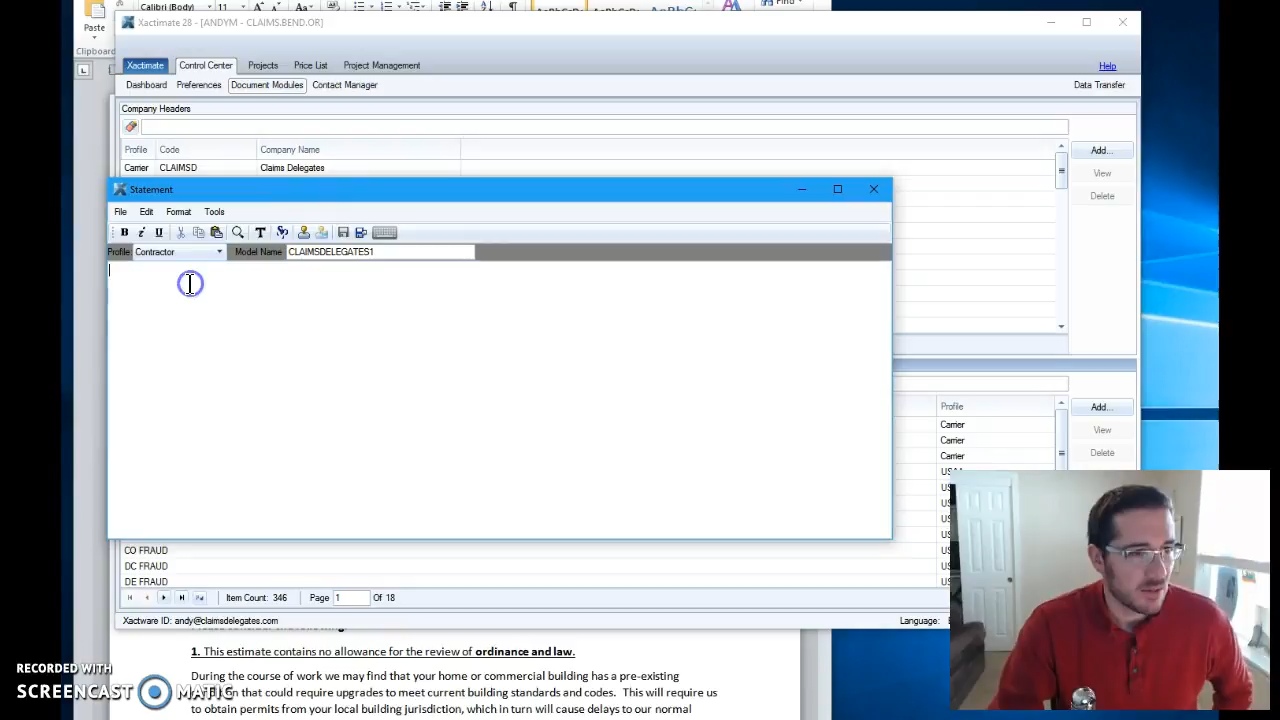 Paste
Find
Clipboard
Xactimate 28 - [ANDYM - CLAIMS.BEND.OR]
Xactimate Control Center Projects Price List Project Management Help
Dashboard Preferences Document Modules Contact Manager Data Transfer
Company Headers
Profile Code Company Name Add...
Carrier CLAIMSD Claims Delegates View
Delete
Statement
File Edit Format Tools
Profile: Contractor Model Name CLAIMSDELEGATES1
Profile Add...
Carrier
Carrier View
Carrier Delete
CO FRAUD
DC FRAUD
DE FRAUD
Item Count: 346 Page 1 Of 18
Xactware ID: andy@claimsdelegates.com Language:
1. This estimate contains no allowance for the review of ordinance and law.
During the course of work we may find that your home or commercial building has a pre-existing
that could require upgrades to meet current building standards and codes. This will require us
to obtain permits from your local building jurisdiction, which in turn will cause delays to our normal
RECORDED WITH
SCREENCAST MATIC